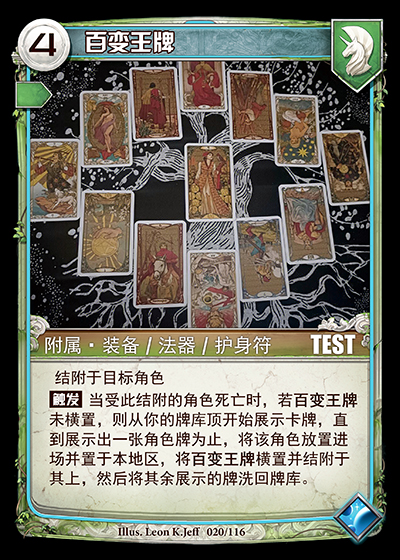 4
百变王牌
附属·装备/法器/护身符 TEST
结附于目标角色
触发 当受此结附的角色死亡时，若百变王牌
未横置，则从你的牌库顶开始展示卡牌，直
到展示出一张角色牌为止，将该角色放置进
场并置于本地区，将百变王牌横置并结附于
其上，然后将其余展示的牌洗回牌库。
Illus. Leon K.Jeff 020/116